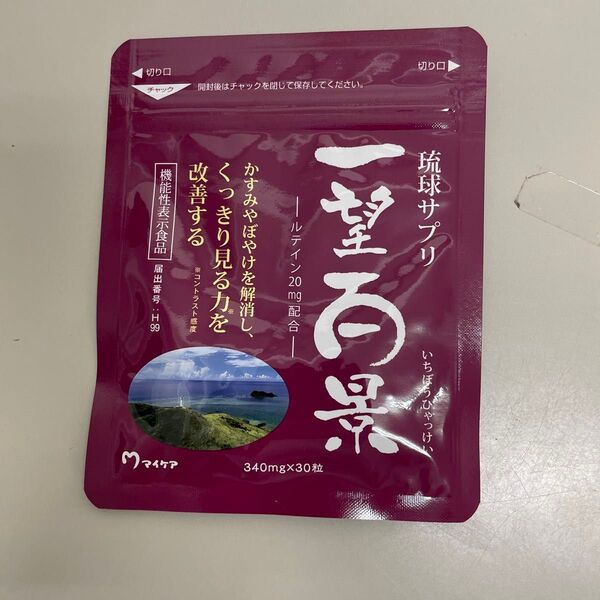 切り口
切り口
チャック
開封後はチャックを閉じて保存してください。
琉球サプリ
一望百景
いちぼうひゃっけい
ルテイン20mg配合
かすみやぼやけを解消し、
くっきり見る力※を
改善する
※コントラスト感度
機能性表示食品
届出番号:H99
マイケア
340mg×30粒